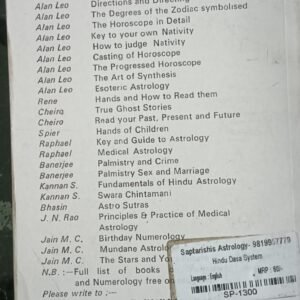 Alan Leo Directions and Directing
Alan Leo The Degrees of the Zodiac symbolised
Alan Leo The Horoscope in Detail
Alan Leo Key to your own Nativity
Alan Leo How to judge Nativity
Alan Leo Casting of Horoscope
Alan Leo The Progressed Horoscope
Alan Leo The Art of Synthesis
Alan Leo Esoteric Astrology
Rene Hands and How to Read them
Cheiro True Ghost Stories
Cheiro Read your Past, Present and Future
Spier Hands of Children
Raphael Key and Guide to Astrology
Raphael Medical Astrology
Banerjee Palmistry and Crime
Banerjee Palmistry Sex and Marriage
Kannan S. Fundamentals of Hindu Astrology
Kannan S. Swara Chintamani
Bhasin Astro Sutras
J. N. Rao Principles & Practice of Medical
Astrology
Jain M. C, Birthday Numerology
Jain M. C. Mundane Astrology
Jain M. C. The Stars and
N.B. :—Full list of books
and Numerology free on
Please write to ;—
Saptarishis Astrology-
Hindu Dasa System
Language : English
MRP : 60/-
SP-1300